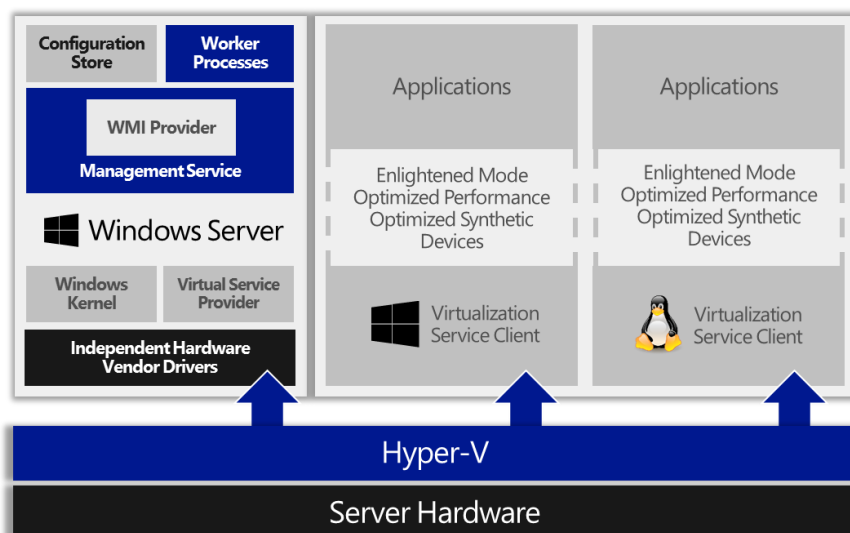 Configuration
Store
Worker
Processes
WMI Provider
Management Service
Windows Server
Windows
Kernel
Virtual Service
Provider
Independent Hardware
Vendor Drivers
Applications
Enlightened Mode
Optimized Performance
Optimized Synthetic
Devices
Virtualization
Service Client
Applications
Enlightened Mode
Optimized Performance
Optimized Synthetic
Devices
Virtualization
Service Client
Hyper-V
Server Hardware